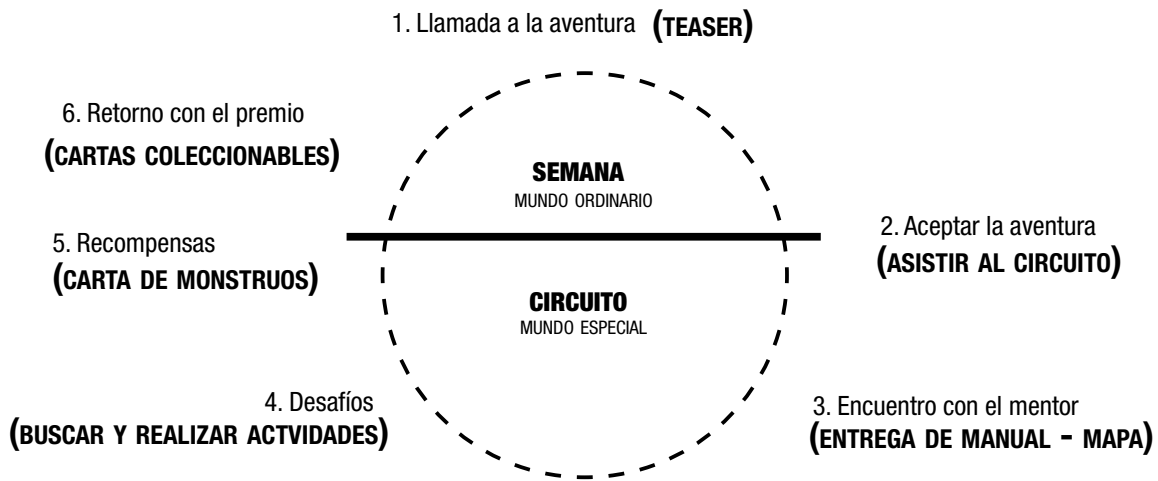 1. Llamada a la aventura (TEASER)
6. Retorno con el premio
(CARTAS COLECCIONABLES)
SEMANA
MUNDO ORDINARIO
5. Recompensas
(CARTA DE MONSTRUOS)
2. Aceptar la aventura
(ASISTIR AL CIRCUITO)
CIRCUITO
MUNDO ESPECIAL
4. Desafíos
(BUSCAR Y REALIZAR ACTVIDADES)
3. Encuentro con el mentor
(ENTREGA DE MANUAL - MAPA)